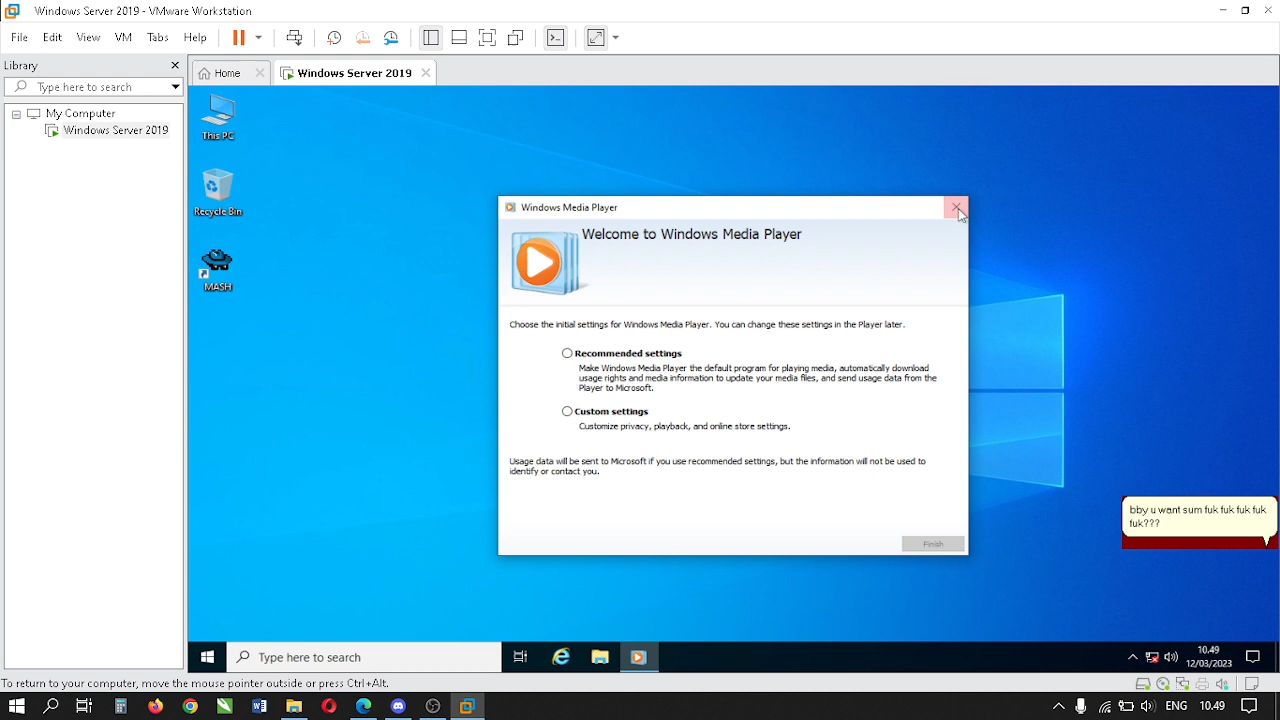 Windows Server 2019 - VMware Workstation
File Edit View VM Tabs Help
Library
Type here to search
Home
Windows Server 2019
My Computer
Windows Server 2019
This PC
Recycle Bin
MASH
Windows Media Player
Welcome to Windows Media Player
Choose the initial settings for Windows Media Player. You can change these settings in the Player later.
Recommended settings
Make Windows Media Player the default program for playing media, automatically download
usage rights and media information to update your media files, and send usage data from the
Player to Microsoft.
Custom settings
Customize privacy, playback, and online store settings.
Usage data will be sent to Microsoft if you use recommended settings, but the information will not be used to
identify or contact you.
Finish
bby u want sum fuk fuk fuk fuk
fuk???
Type here to search
10.49
12/03/2023
To return to your computer, move the mouse pointer outside or press Ctrl+Alt.
ENG 10.49